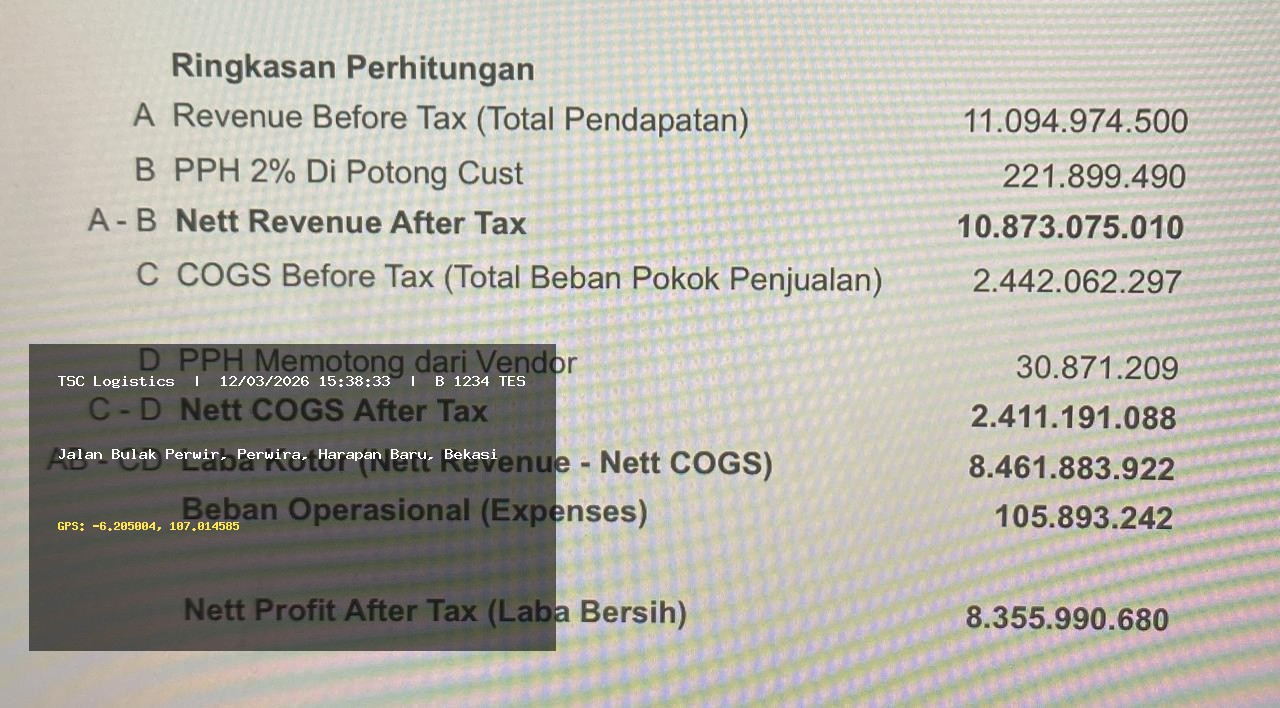 Ringkasan Perhitungan
A Revenue Before Tax (Total Pendapatan) 11.094.974.500
B PPH 2% Di Potong Cust 221.899.490
A - B Nett Revenue After Tax 10.873.075.010
C COGS Before Tax (Total Beban Pokok Penjualan) 2.442.062.297
D PPH Memotong dari Vendor 30.871.209
TSC Logistics | 12/03/2026 15:38:33 | B 1234 TES
C - D Nett COGS After Tax 2.411.191.088
Jalan Bulak Perwir, Perwira, Harapan Baru, Bekasi
AB - CD Laba Kotor (Nett Revenue - Nett COGS) 8.461.883.922
Beban Operasional (Expenses) 105.893.242
GPS: -6.205004, 107.014585
Nett Profit After Tax (Laba Bersih) 8.355.990.680